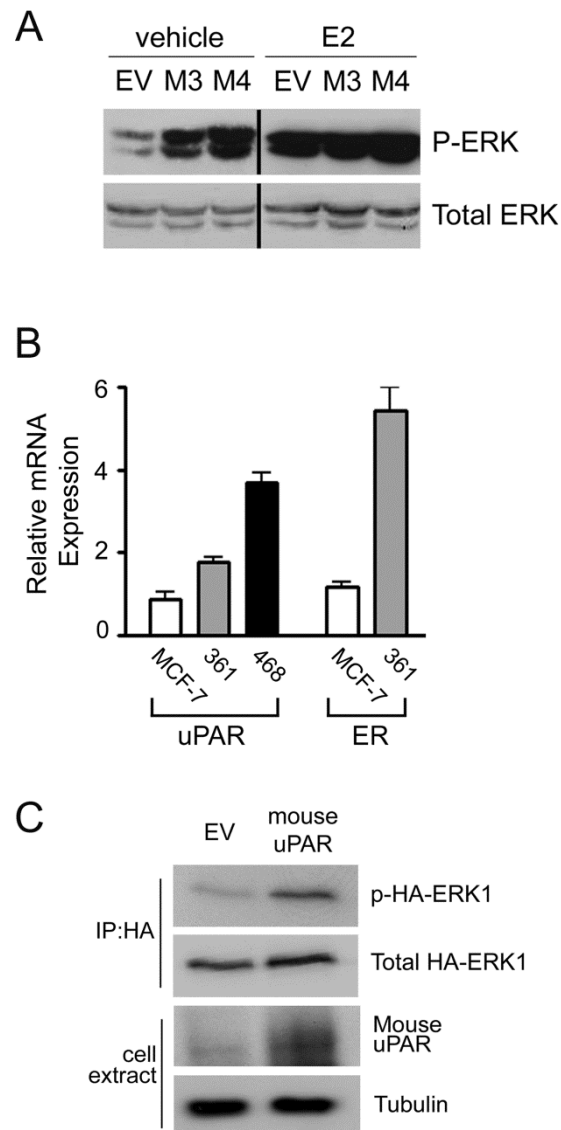 A
vehicle E2
EV M3 M4 EV M3 M4
P-ERK
Total ERK
B
Relative mRNA
Expression
6
4
2
0
MCF-7 361 468 MCF-7 361
uPAR ER
C
EV mouse
uPAR
IP:HA
p-HA-ERK1
Total HA-ERK1
cell
extract
Mouse
uPAR
Tubulin